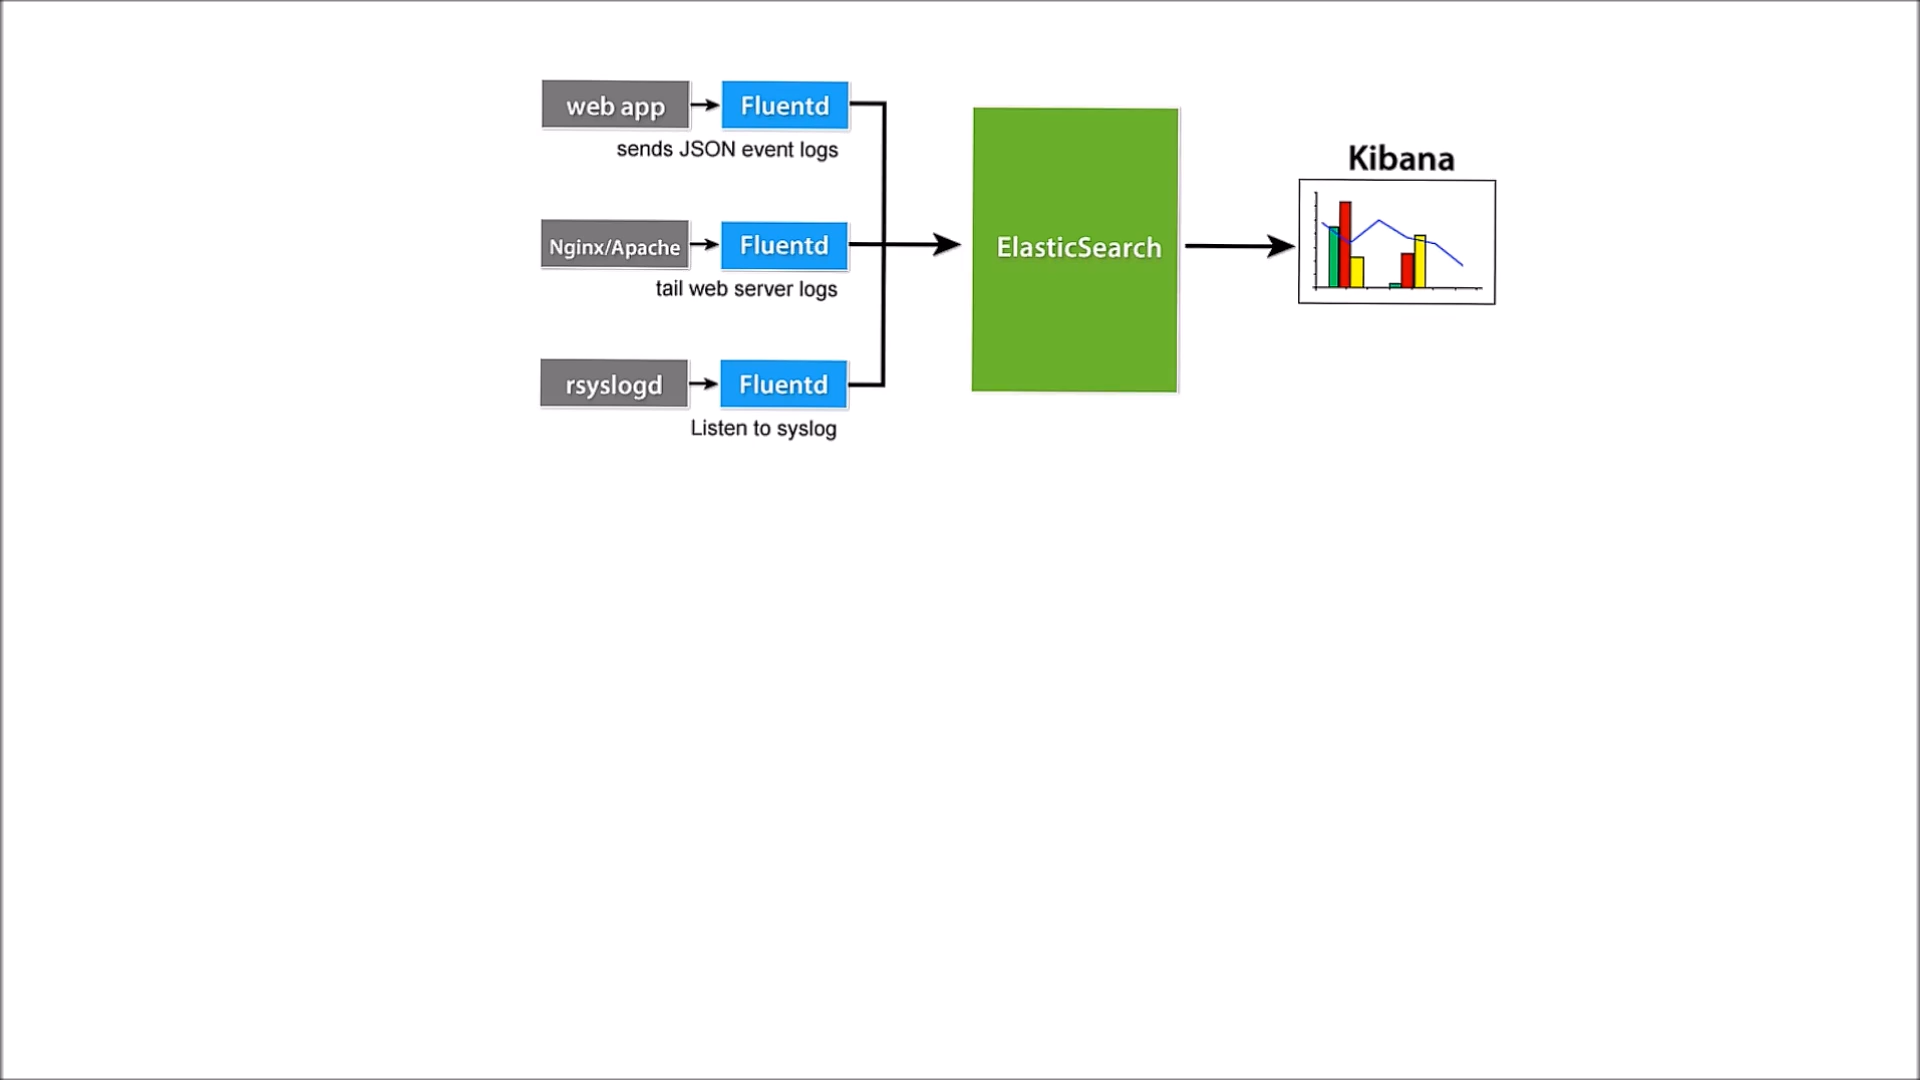 web app
Fluentd
sends JSON event logs
Nginx/Apache
Fluentd
tail web server logs
rsyslogd
Fluentd
Listen to syslog
ElasticSearch
Kibana